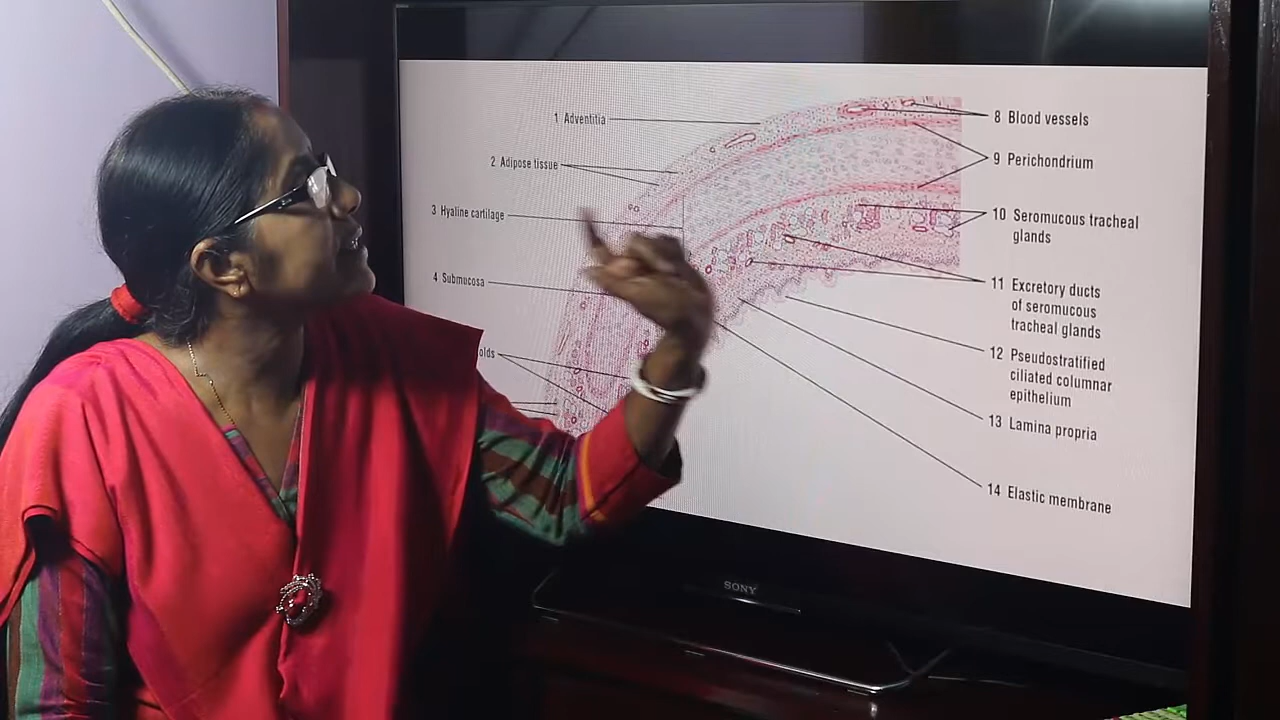 1 Adventitia
2 Adipose tissue
3 Hyaline cartilage
4 Submucosa
8 Blood vessels
9 Perichondrium
10 Seromucous tracheal
glands
11 Excretory ducts
of seromucous
tracheal glands
12 Pseudostratified
ciliated columnar
epithelium
13 Lamina propria
14 Elastic membrane
SONY